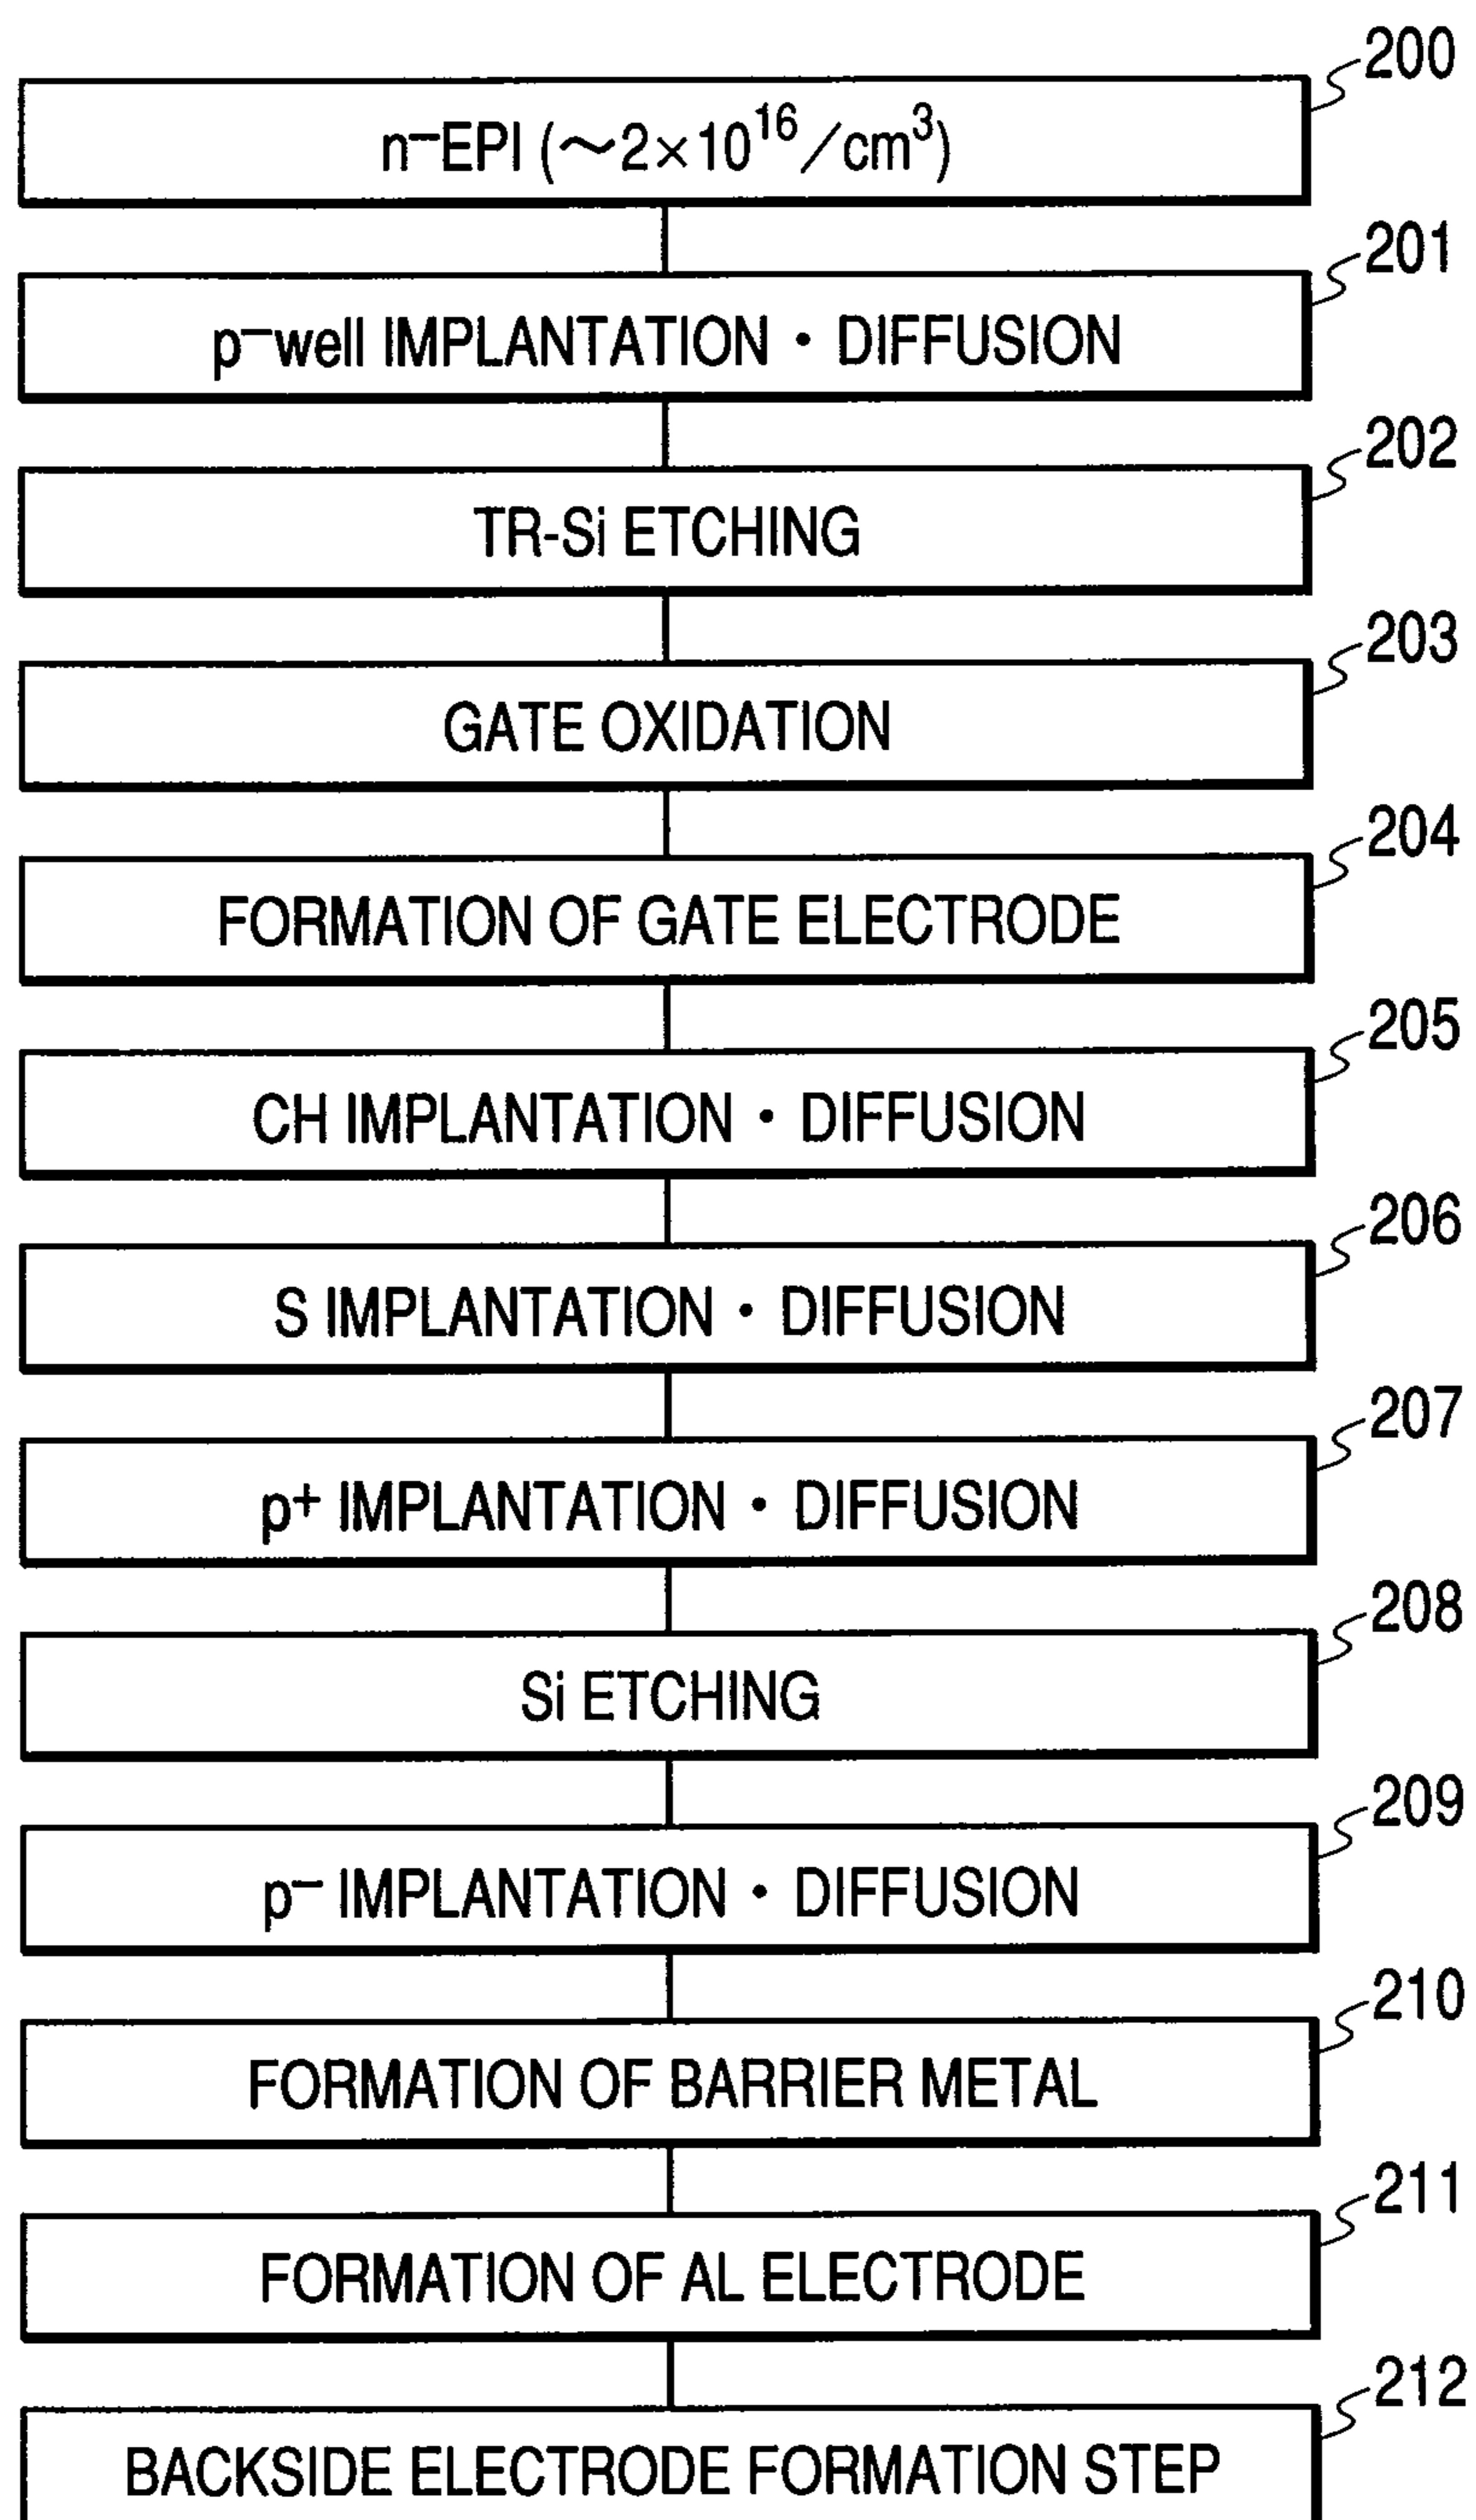 200
n⁻EPI (~2×10¹⁶/cm³)
201
p⁻well IMPLANTATION • DIFFUSION
202
TR-Si ETCHING
203
GATE OXIDATION
204
FORMATION OF GATE ELECTRODE
205
CH IMPLANTATION • DIFFUSION
206
S IMPLANTATION • DIFFUSION
207
p⁺ IMPLANTATION • DIFFUSION
208
Si ETCHING
209
p⁻ IMPLANTATION • DIFFUSION
210
FORMATION OF BARRIER METAL
211
FORMATION OF AL ELECTRODE
212
BACKSIDE ELECTRODE FORMATION STEP